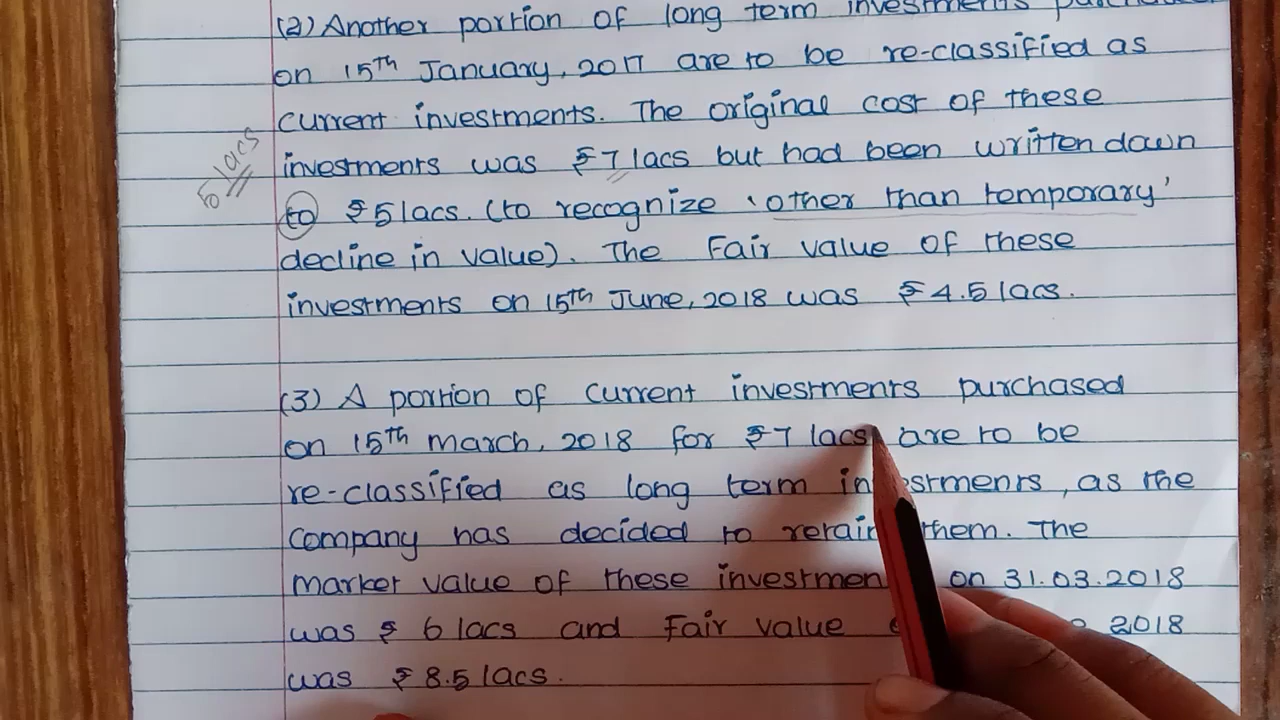 (2) Another portion of long term investments
on 15th January, 2017 are to be re-classified as
current investments. The original cost of these
investments was ₹7 lacs but had been written down
5 lacs
to ₹5 lacs. (to recognize 'other than temporary'
decline in value). The Fair value of these
investments on 15th June, 2018 was ₹4.5 lacs.
(3) A portion of current investments purchased
on 15th march, 2018 for ₹7 lacs are to be
re-classified as long term investments, as the
company has decided to retain them. The
market value of these investmen on 31.03.2018
was ₹ 6 lacs and Fair value 2018
was ₹ 8.5 lacs.